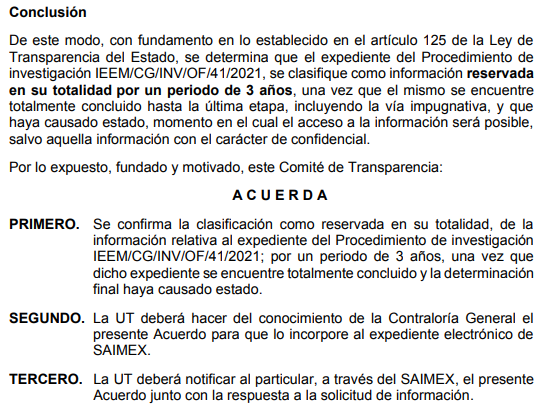 Conclusión
De este modo, con fundamento en lo establecido en el artículo 125 de la Ley de
Transparencia del Estado, se determina que el expediente del Procedimiento de
investigación IEEM/CG/INV/OF/41/2021, se clasifique como información reservada
en su totalidad por un periodo de 3 años, una vez que el mismo se encuentre
totalmente concluido hasta la última etapa, incluyendo la vía impugnativa, y que
haya causado estado, momento en el cual el acceso a la información será posible,
salvo aquella información con el carácter de confidencial.
Por lo expuesto, fundado y motivado, este Comité de Transparencia:
A C U E R D A
PRIMERO. Se confirma la clasificación como reservada en su totalidad, de la
información relativa al expediente del Procedimiento de investigación
IEEM/CG/INV/OF/41/2021; por un periodo de 3 años, una vez que
dicho expediente se encuentre totalmente concluido y la determinación
final haya causado estado.
SEGUNDO. La UT deberá hacer del conocimiento de la Contraloría General el
presente Acuerdo para que lo incorpore al expediente electrónico de
SAIMEX.
TERCERO. La UT deberá notificar al particular, a través del SAIMEX, el presente
Acuerdo junto con la respuesta a la solicitud de información.